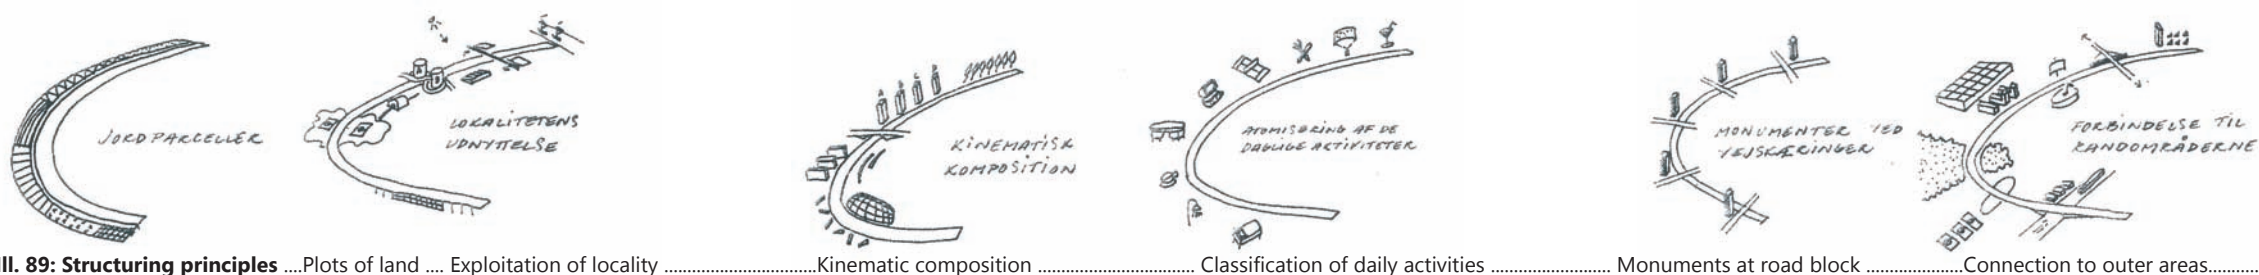 JORDPARCELLER
LOKALITETENS
UDNYTTELSE
KINEMATISK
KOMPOSITION
ATOMISERING AF DE
DAGLIGE AKTIVITETER
MONUMENTER VED
VEJSKÆRINGER
FORBINDELSE TIL
RANDOMRÅDERNE
Ill. 89: Structuring principles ....Plots of land .... Exploitation of locality .................................Kinematic composition .................................. Classification of daily activities .......................... Monuments at road block .....................Connection to outer areas...........